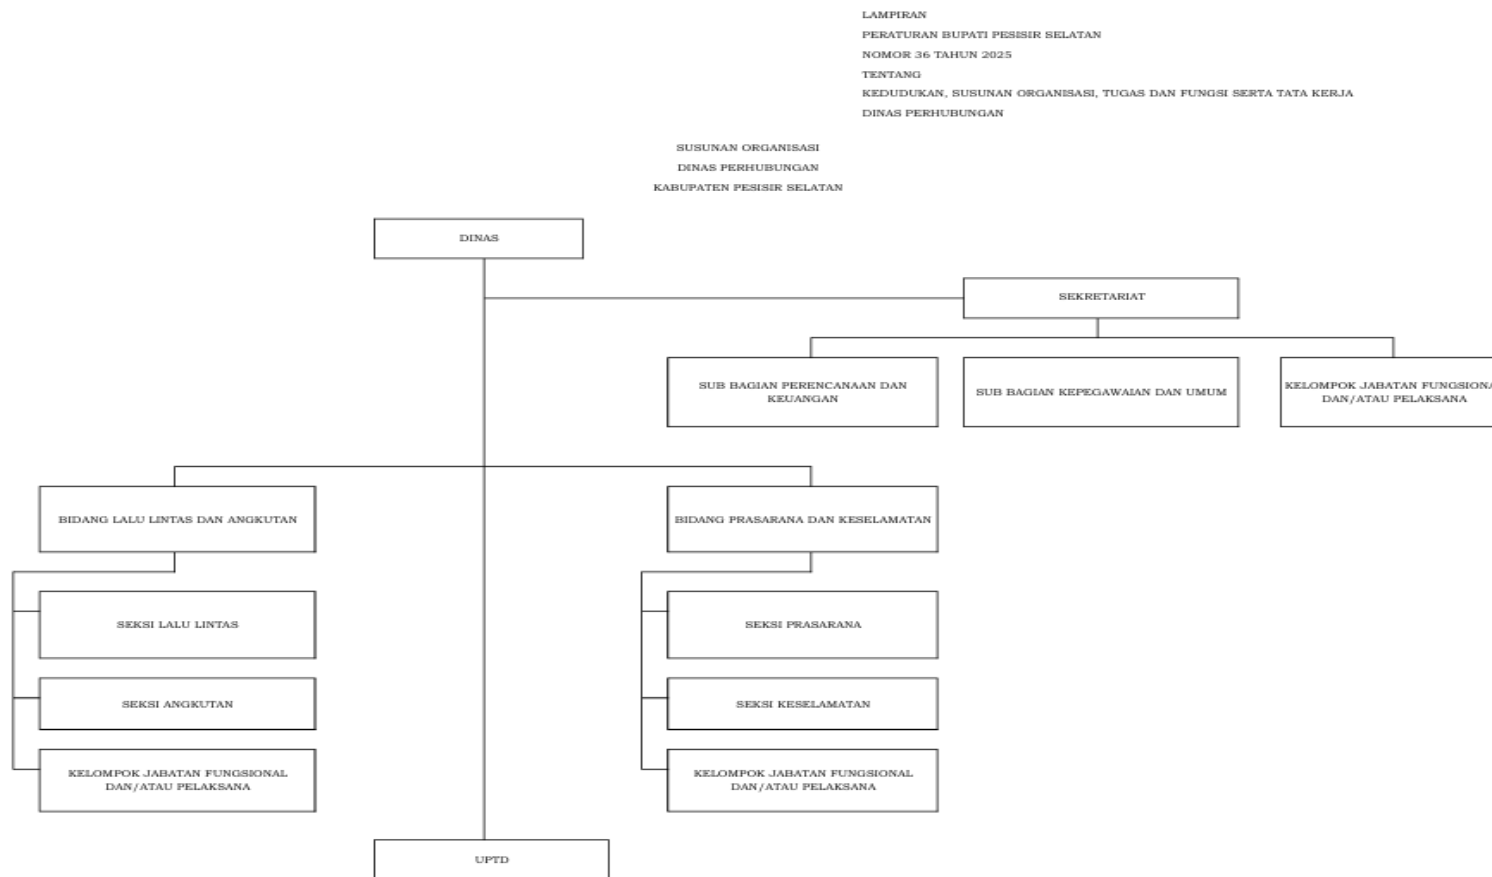 LAMPIRAN
PERATURAN BUPATI PESISIR SELATAN
NOMOR 36 TAHUN 2025
TENTANG
KEDUDUKAN, SUSUNAN ORGANISASI, TUGAS DAN FUNGSI SERTA TATA KERJA
DINAS PERHUBUNGAN
SUSUNAN ORGANISASI
DINAS PERHUBUNGAN
KABUPATEN PESISIR SELATAN
DINAS
SEKRETARIAT
SUB BAGIAN PERENCANAAN DAN
KEUANGAN
SUB BAGIAN KEPEGAWAIAN DAN UMUM
KELOMPOK JABATAN FUNGSIONA
DAN/ATAU PELAKSANA
BIDANG LALU LINTAS DAN ANGKUTAN
BIDANG PRASARANA DAN KESELAMATAN
SEKSI LALU LINTAS
SEKSI PRASARANA
SEKSI ANGKUTAN
SEKSI KESELAMATAN
KELOMPOK JABATAN FUNGSIONAL
DAN/ATAU PELAKSANA
KELOMPOK JABATAN FUNGSIONAL
DAN/ATAU PELAKSANA
UPTD